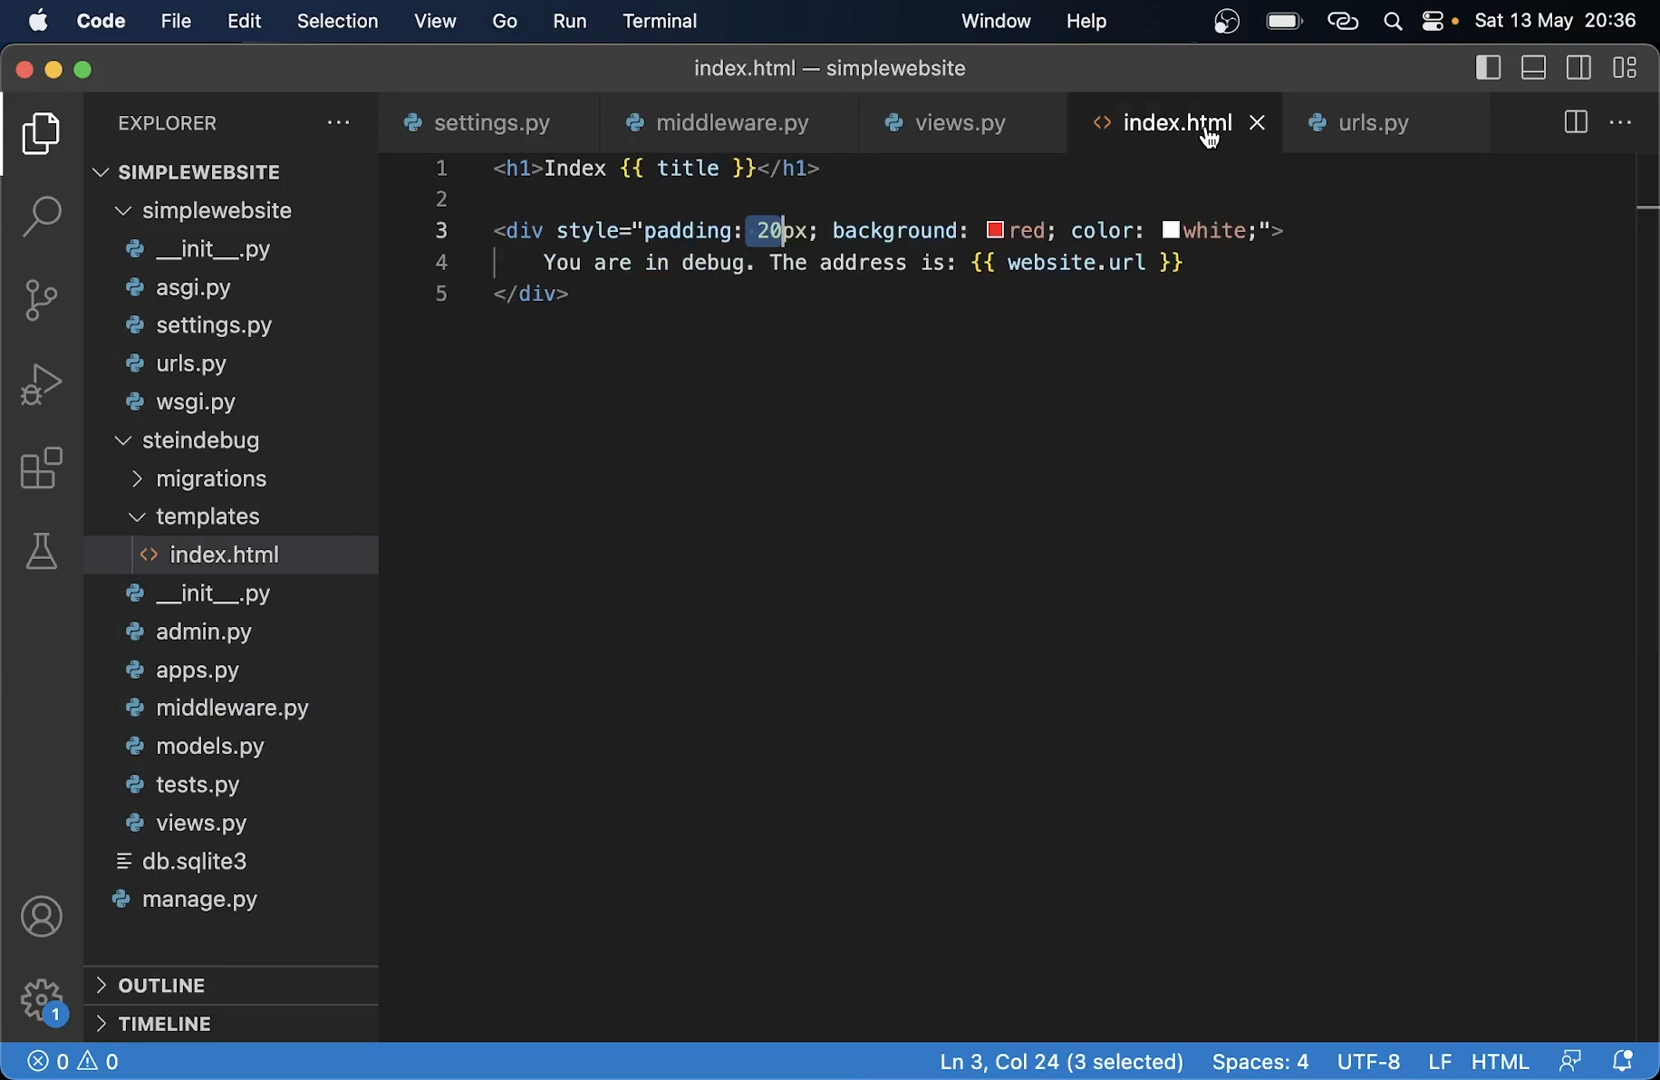 Code File Edit Selection View Go Run Terminal Window Help Sat 13 May 20:36
index.html — simplewebsite
EXPLORER
settings.py middleware.py views.py index.html urls.py
SIMPLEWEBSITE
simplewebsite
__init__.py
asgi.py
settings.py
urls.py
wsgi.py
steindebug
migrations
templates
index.html
__init__.py
admin.py
apps.py
middleware.py
models.py
tests.py
views.py
db.sqlite3
manage.py
OUTLINE
TIMELINE
1 <h1>Index {{ title }}</h1>
2
3 <div style="padding: 20px; background: red; color: white;">
4 You are in debug. The address is: {{ website.url }}
5 </div>
1
0 0 Ln 3, Col 24 (3 selected) Spaces: 4 UTF-8 LF HTML